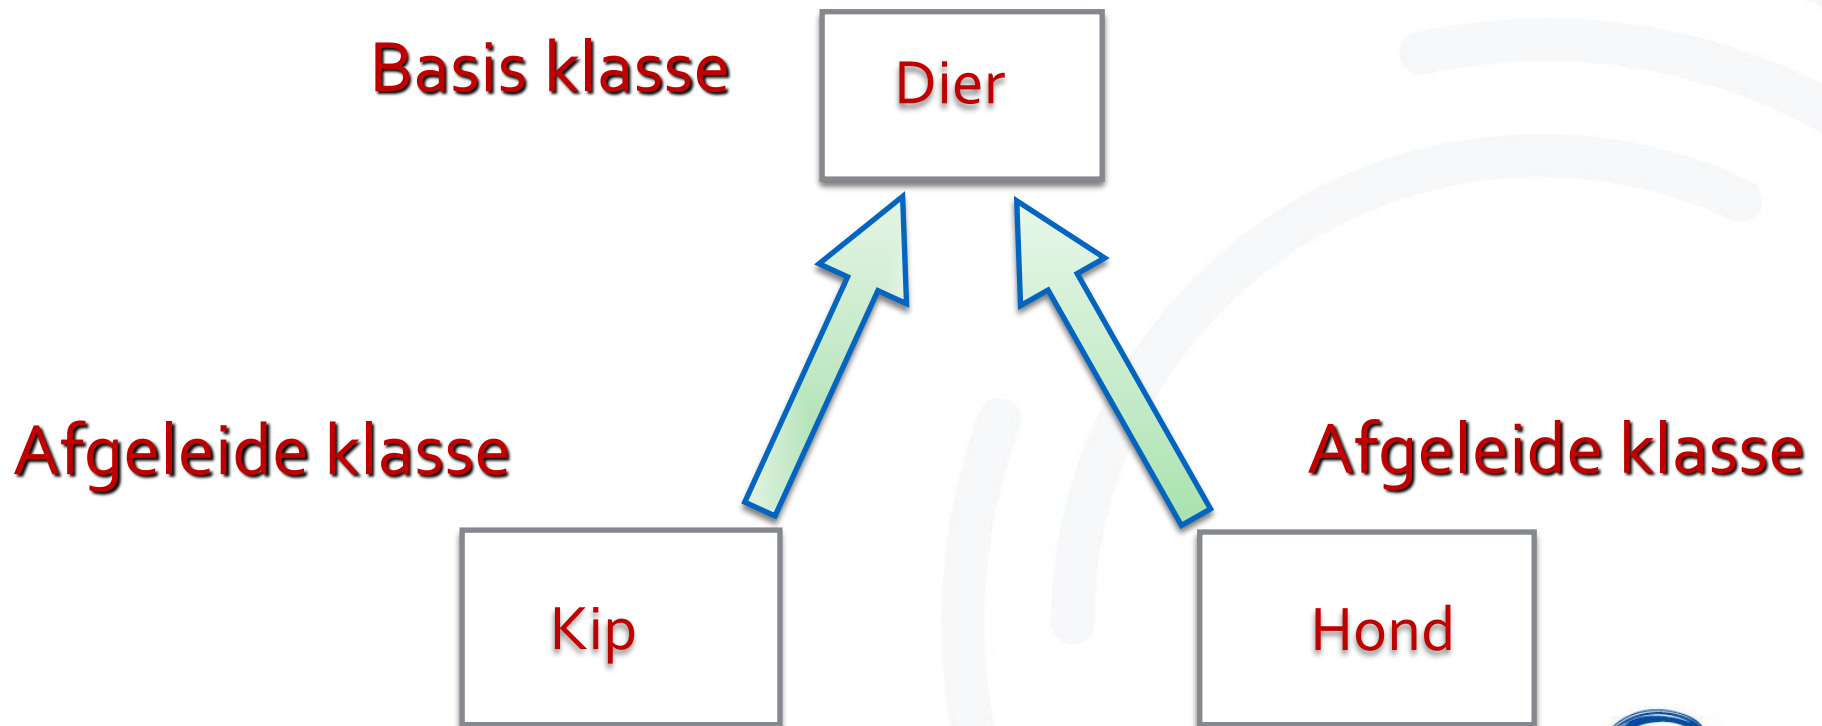 Basis klasse
Dier
Afgeleide klasse
Afgeleide klasse
Kip
Hond